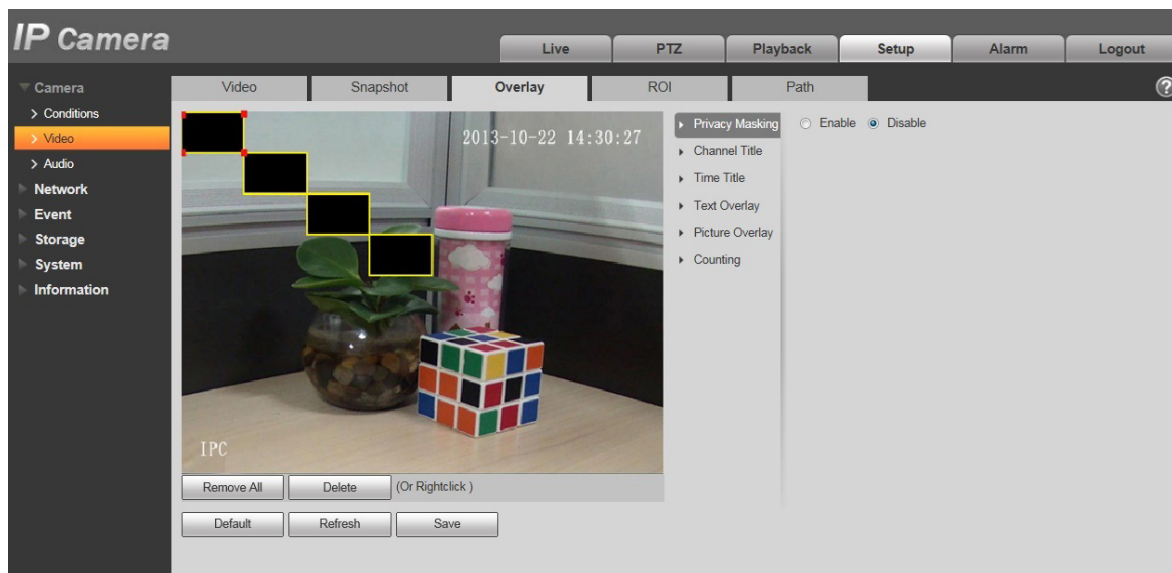 IP Camera
Live PTZ Playback Setup Alarm Logout
Camera
Conditions
Video
Audio
Network
Event
Storage
System
Information
Video Snapshot Overlay ROI Path
?
2013-10-22 14:30:27
IPC
Privacy Masking Enable Disable
Channel Title
Time Title
Text Overlay
Picture Overlay
Counting
Remove All Delete (Or Rightclick )
Default Refresh Save